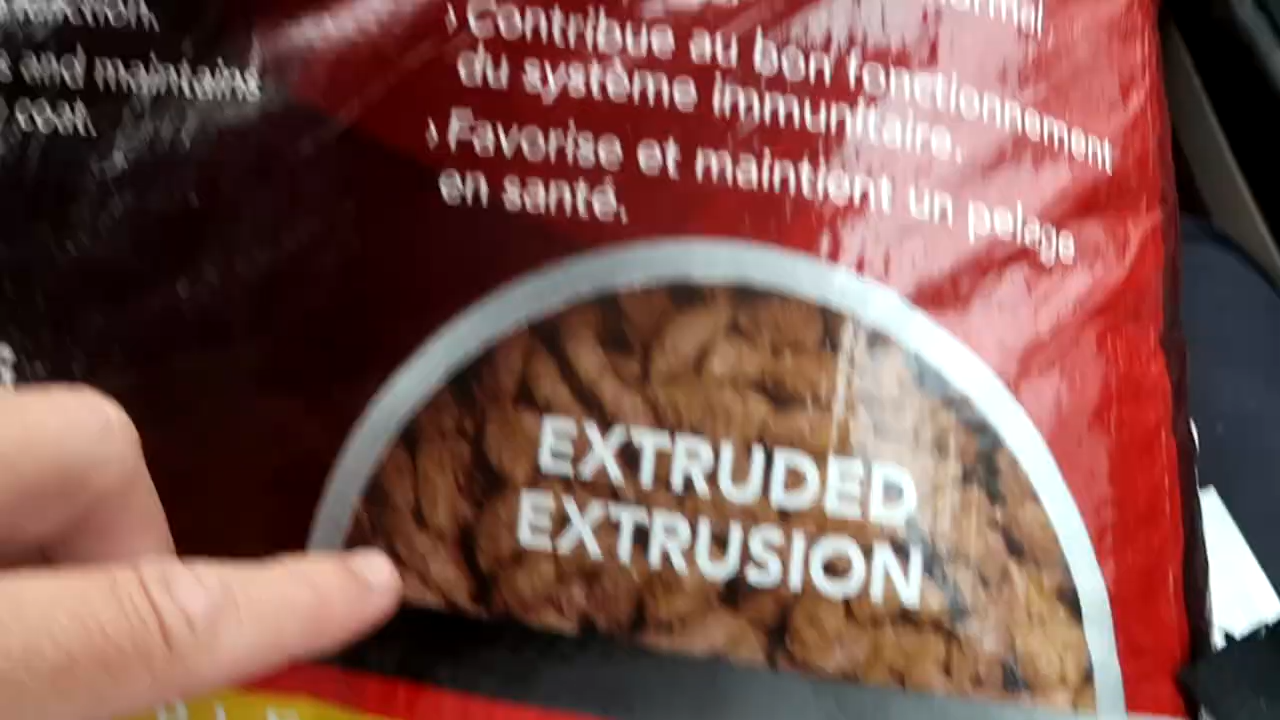 and maintains
coat.
Contribue au bon fonctionnement
du système immunitaire.
Favorise et maintient un pelage
en santé.
EXTRUDED
EXTRUSION